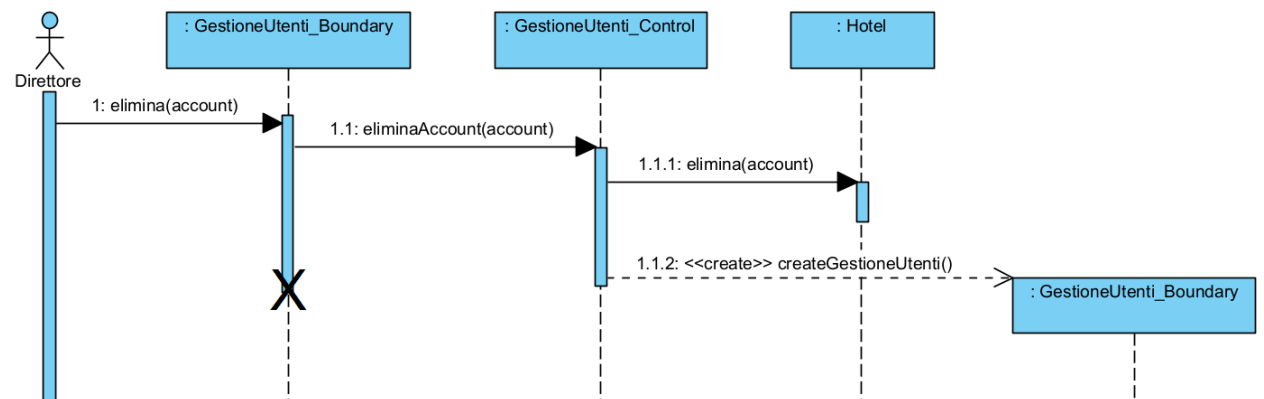 : GestioneUtenti_Boundary
: GestioneUtenti_Control
: Hotel
Direttore
1: elimina(account)
1.1: eliminaAccount(account)
1.1.1: elimina(account)
1.1.2: <<create>> createGestioneUtenti()
: GestioneUtenti_Boundary